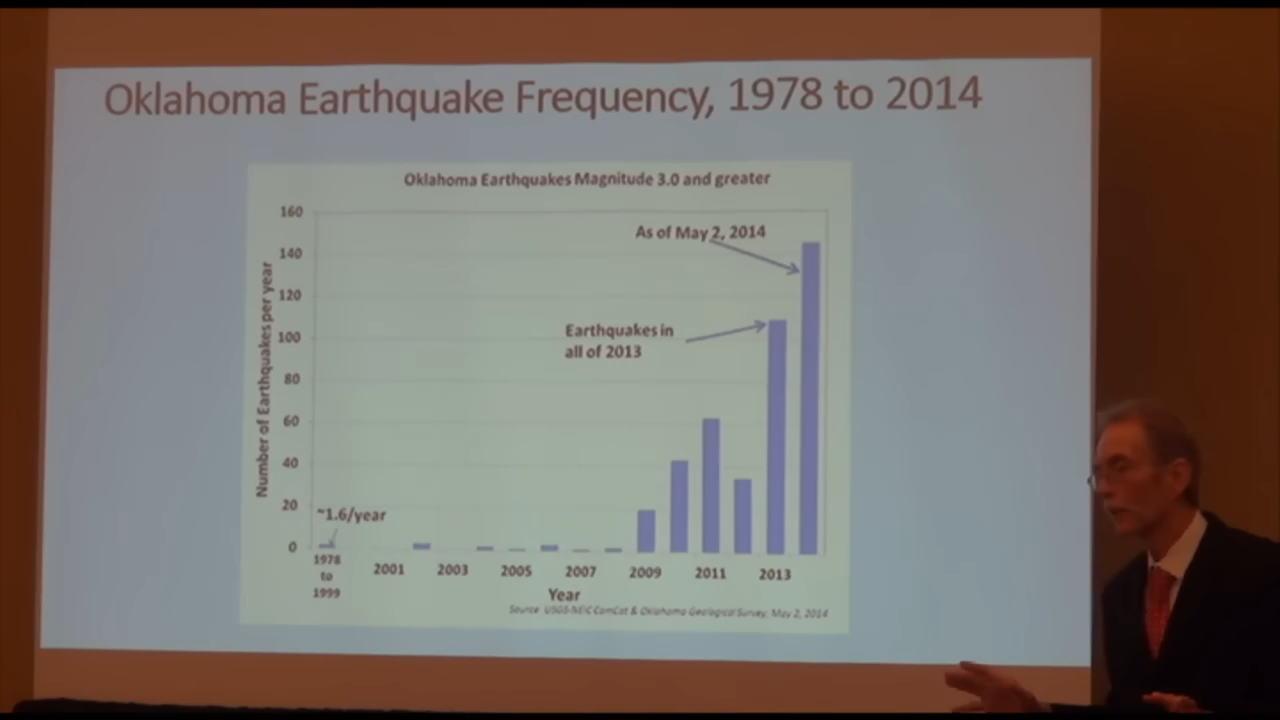 Oklahoma Earthquake Frequency, 1978 to 2014
Oklahoma Earthquakes Magnitude 3.0 and greater
Number of Earthquakes per year
160
140
120
100
80
60
40
20
0
As of May 2, 2014
Earthquakes in
all of 2013
~1.6/year
1978
to
1999
2001
2003
2005
2007
2009
2011
2013
Year
Source: USGS-NEIC ComCat & Oklahoma Geological Survey; May 2, 2014